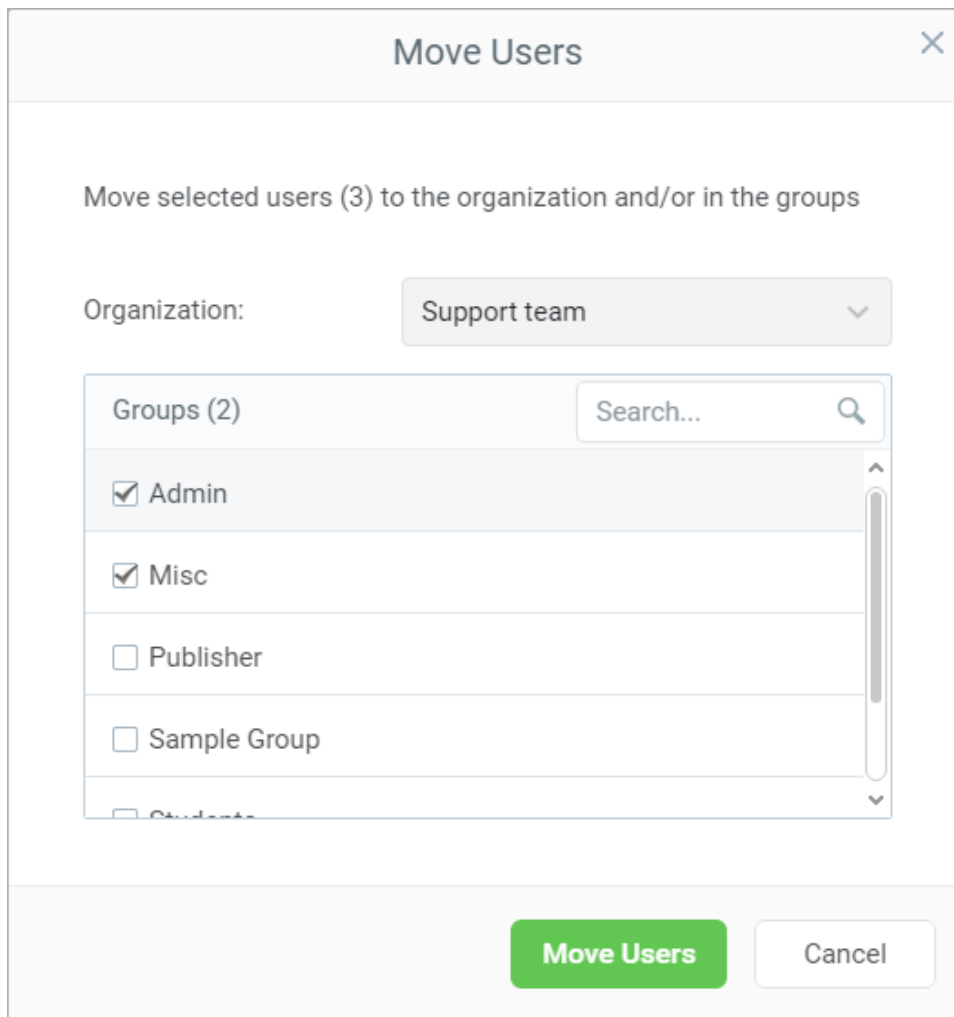 Move Users
Move selected users (3) to the organization and/or in the groups
Organization:
Support team
Groups (2)
Search...
Admin
Misc
Publisher
Sample Group
Move Users
Cancel